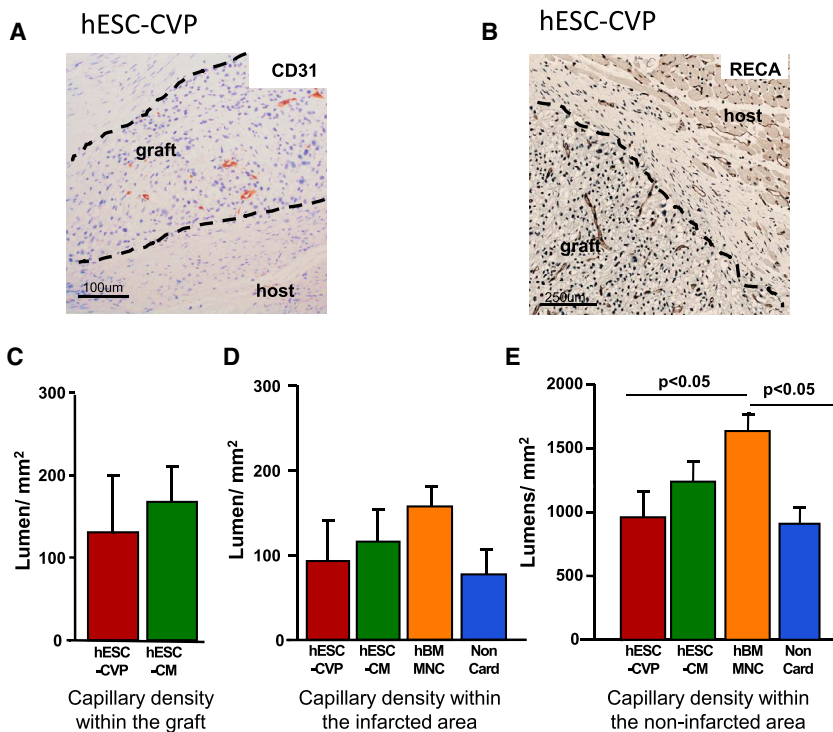 hESC-CVP
A
CD31
graft
host
100um
hESC-CVP
B
RECA
host
graft
250um
C
300
200
100
0
Lumen/ mm²
hESC
-CVP
hESC
-CM
Capillary density
within the graft
D
300
200
100
0
Lumen/ mm²
hESC
-CVP
hESC
-CM
hBM
MNC
Non
Card
Capillary density within
the infarcted area
E
2000
1500
1000
500
0
Lumens/ mm²
p<0.05
p<0.05
hESC
-CVP
hESC
-CM
hBM
MNC
Non
Card
Capillary density within
the non-infarcted area